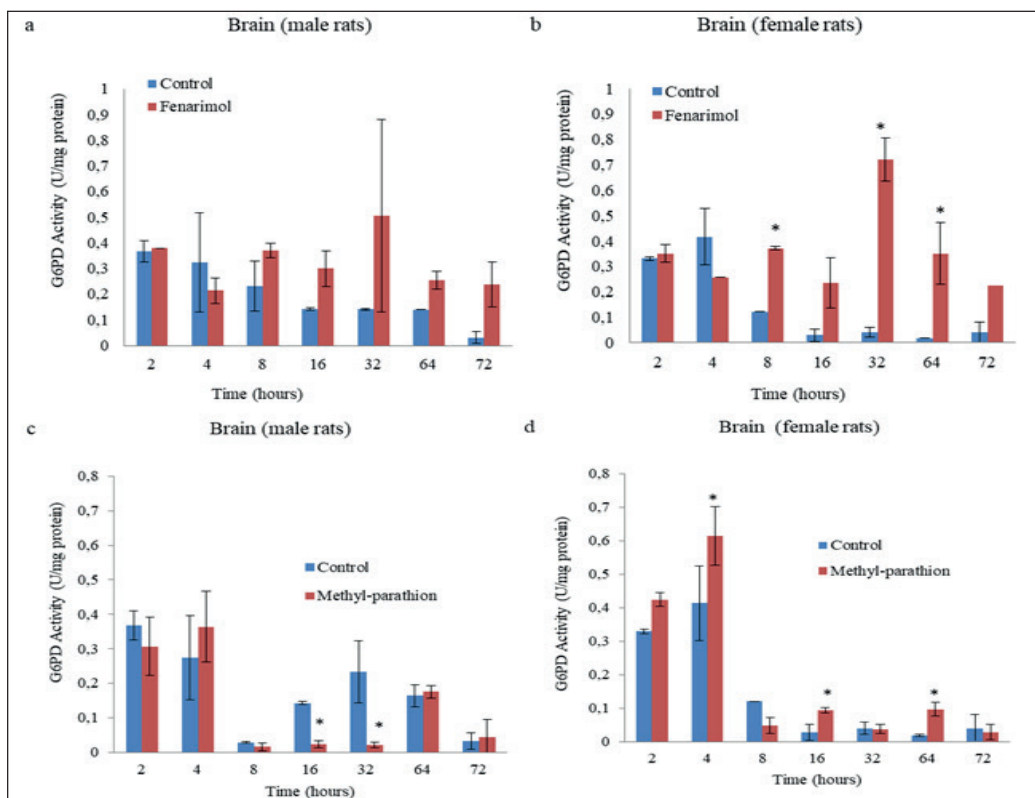 a
Brain (male rats)
Control
Fenarimol
G6PD Activity (U/mg protein)
1
0,9
0,8
0,7
0,6
0,5
0,4
0,3
0,2
0,1
0
2 4 8 16 32 64 72
Time (hours)
b
Brain (female rats)
Control
Fenarimol
G6PD Activity (U/mg protein)
1
0,9
0,8
0,7
0,6
0,5
0,4
0,3
0,2
0,1
0
* * *
2 4 8 16 32 64 72
Time (hours)
c
Brain (male rats)
Control
Methyl-parathion
G6PD Activity (U/mg protein)
0,8
0,7
0,6
0,5
0,4
0,3
0,2
0,1
0
* *
2 4 8 16 32 64 72
Time (hours)
d
Brain (female rats)
Control
Methyl-parathion
G6PD Activity (U/mg protein)
0,8
0,7
0,6
0,5
0,4
0,3
0,2
0,1
0
* * *
2 4 8 16 32 64 72
Time (hours)